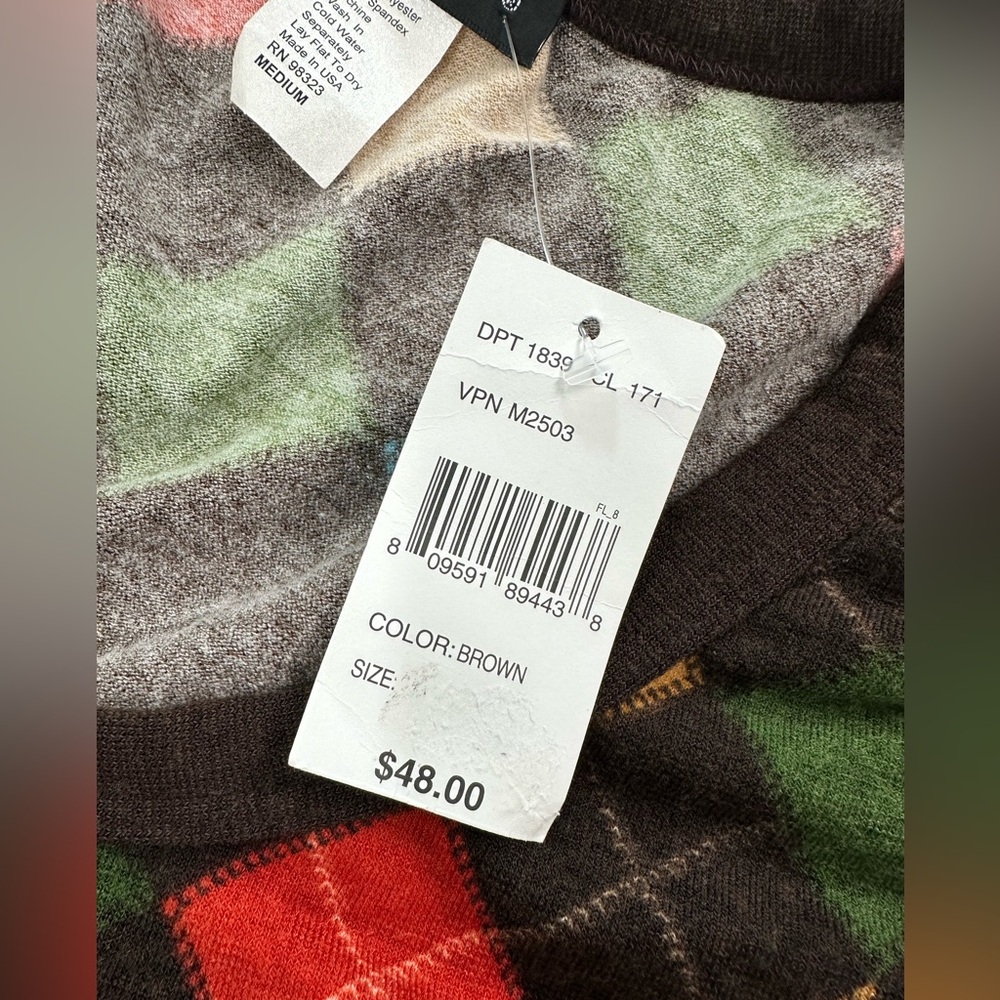 Spandex
Cold Water
Separately
Lay Flat To Dry
Made In USA
RN 98323
MEDIUM
DPT 1839 CL 171
VPN M2503
FL_8
8 09591 89443 8
COLOR: BROWN
SIZE:
$48.00